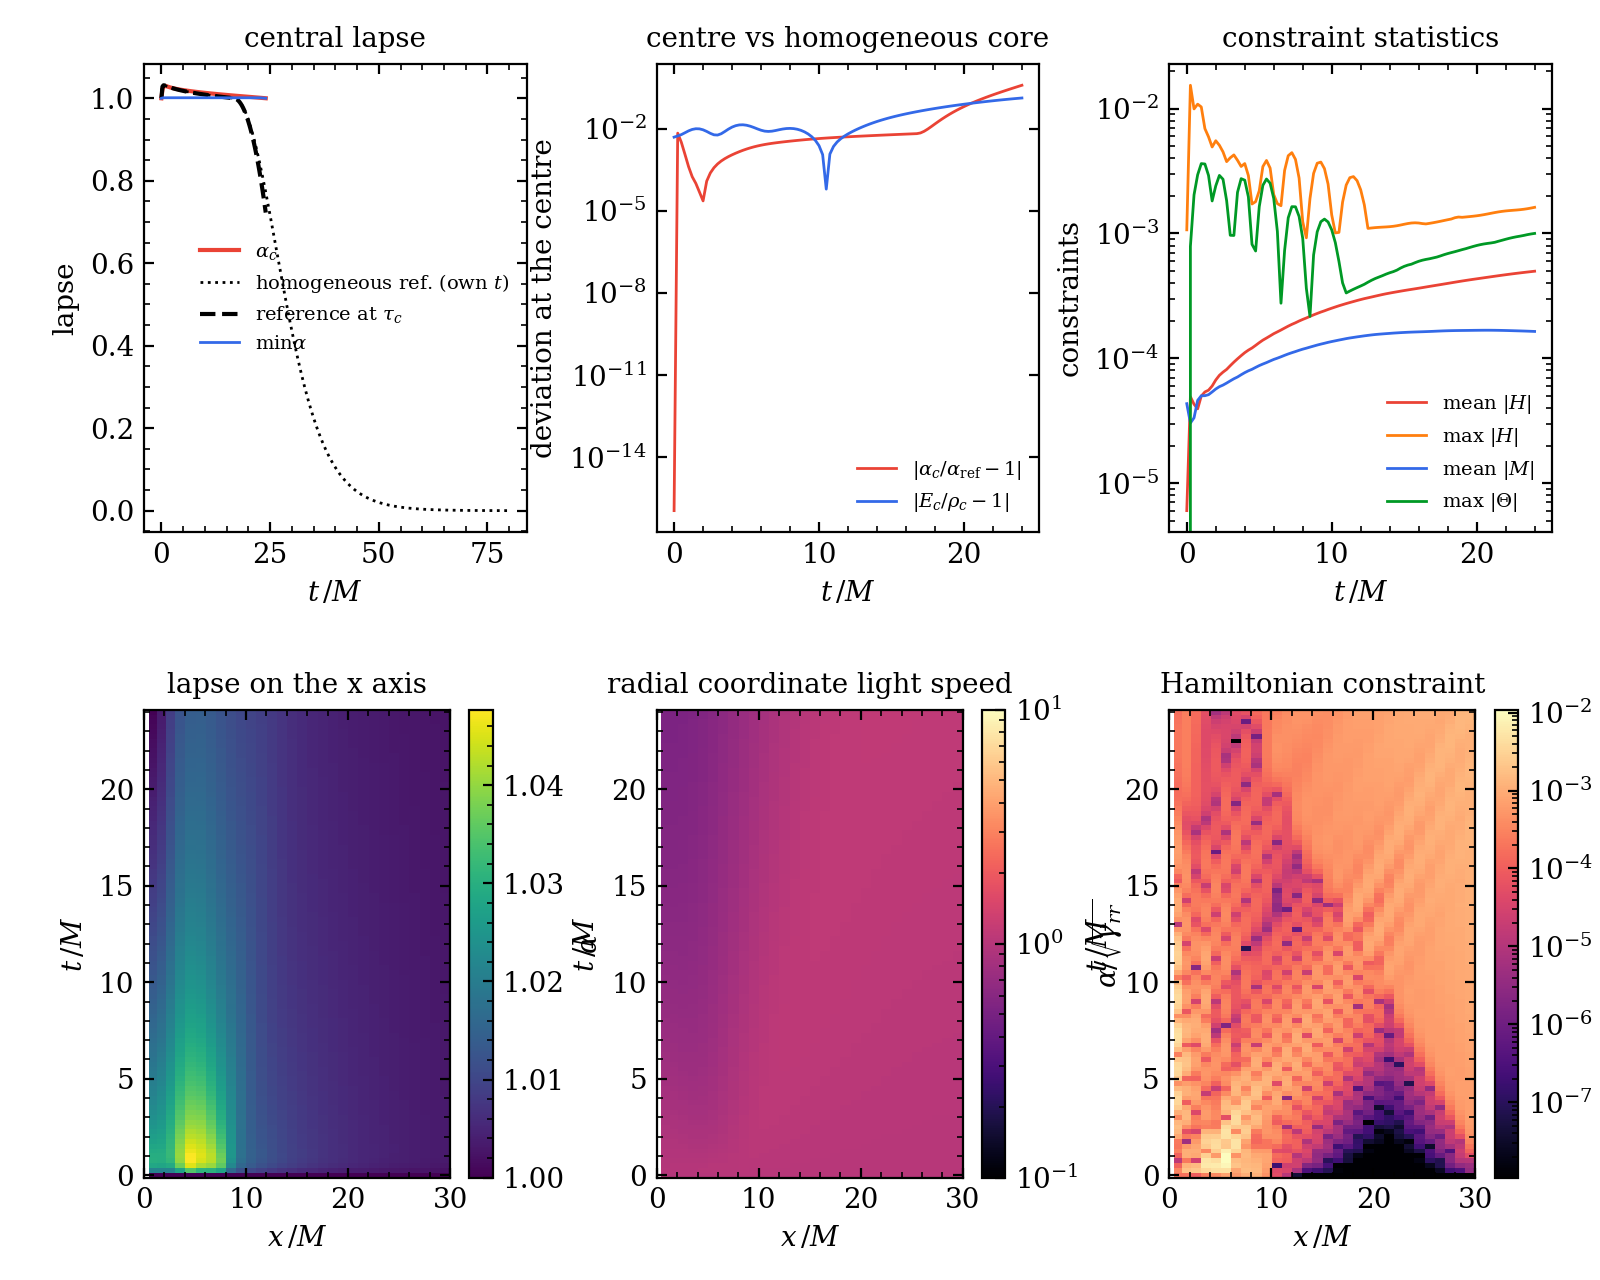 central lapse
centre vs homogeneous core
constraint statistics
lapse
1.0
0.8
0.6
0.4
0.2
0.0
α_c
homogeneous ref. (own t)
reference at τ_c
minα
0
25
50
75
t/M
deviation at the centre
10⁻²
10⁻⁵
10⁻⁸
10⁻¹¹
10⁻¹⁴
|α_c/α_ref − 1|
|E_c/ρ_c − 1|
0
10
20
t/M
constraints
10⁻²
10⁻³
10⁻⁴
10⁻⁵
mean |H|
max |H|
mean |M|
max |Θ|
0
10
20
t/M
lapse on the x axis
radial coordinate light speed
Hamiltonian constraint
t/M
20
15
10
5
0
0
10
20
30
x/M
1.04
1.03
1.02
1.01
1.00
α
t/M
20
15
10
5
0
0
10
20
30
x/M
10¹
10⁰
10⁻¹
α/√γ_rr
t/M
20
15
10
5
0
0
10
20
30
x/M
10⁻²
10⁻³
10⁻⁴
10⁻⁵
10⁻⁶
10⁻⁷